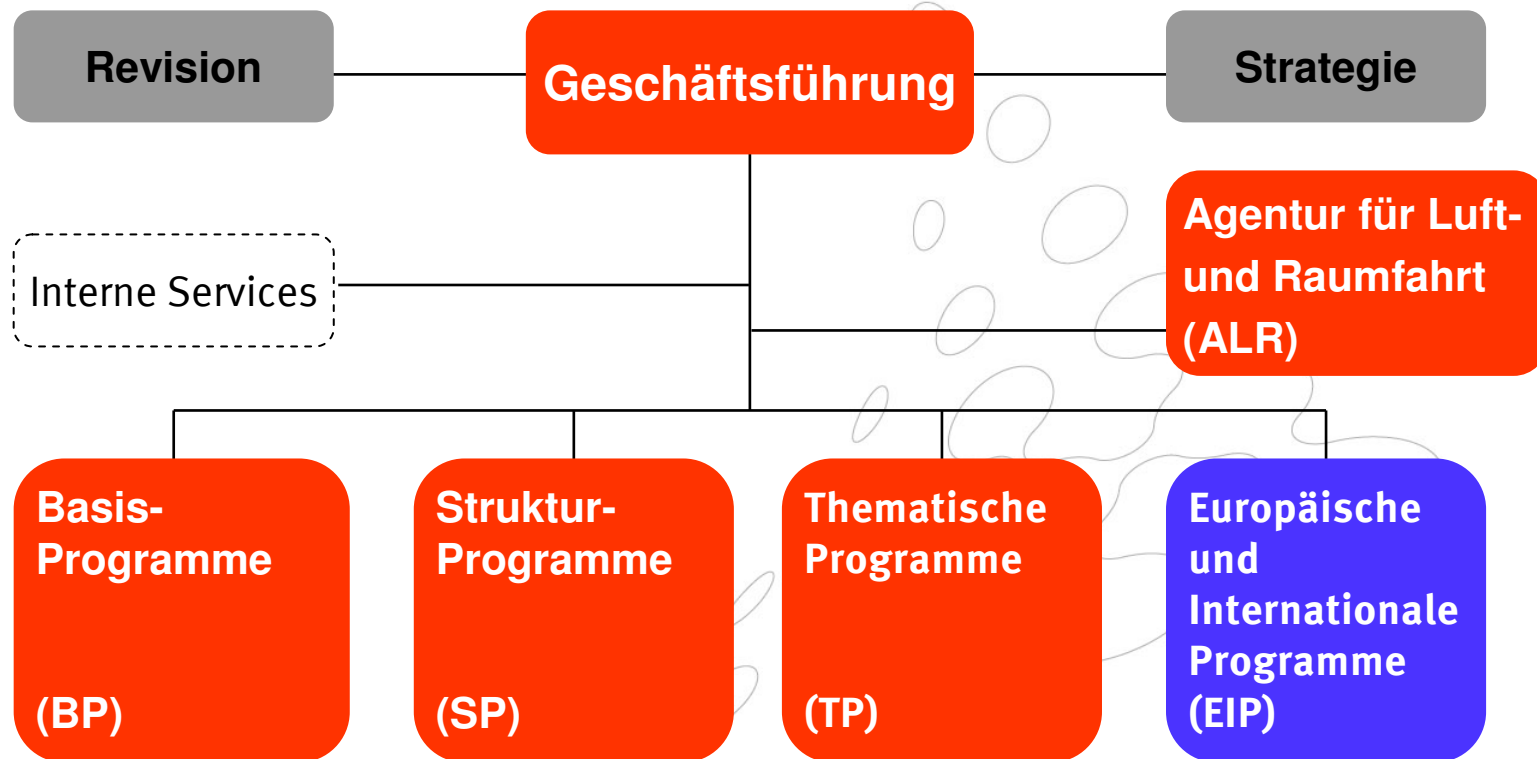 Revision
Geschäftsführung
Strategie
Agentur für Luft-
und Raumfahrt
(ALR)
Interne Services
Basis-
Programme
(BP)
Struktur-
Programme
(SP)
Thematische
Programme
(TP)
Europäische
und
Internationale
Programme
(EIP)